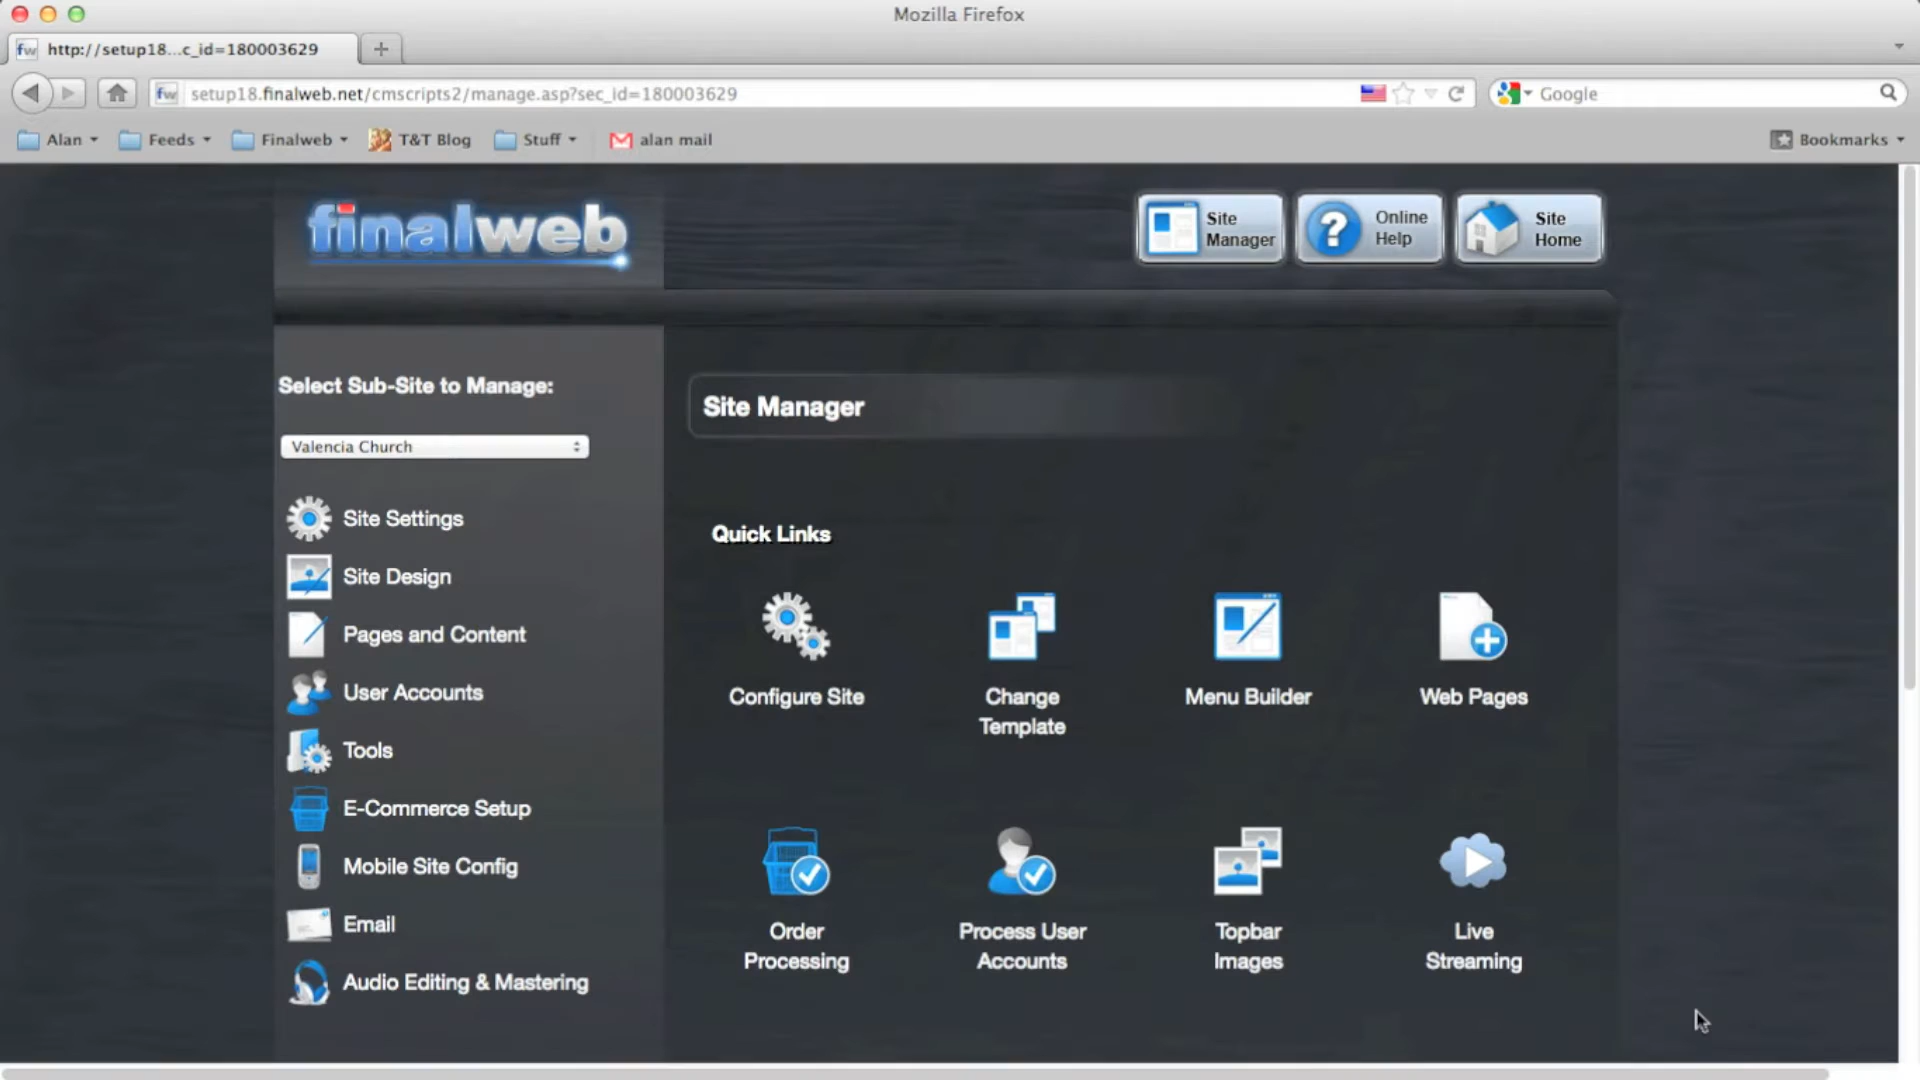 Mozilla Firefox
fw http://setup18...c_id=180003629
fw setup18.finalweb.net/cmscripts2/manage.asp?sec_id=180003629
Google
Alan
Feeds
Finalweb
T&T Blog
Stuff
alan mail
Bookmarks
finalweb
Site
Manager
Online
Help
Site
Home
Select Sub-Site to Manage:
Valencia Church
Site Settings
Site Design
Pages and Content
User Accounts
Tools
E-Commerce Setup
Mobile Site Config
Email
Audio Editing & Mastering
Site Manager
Quick Links
Configure Site
Change
Template
Menu Builder
Web Pages
Order
Processing
Process User
Accounts
Topbar
Images
Live
Streaming